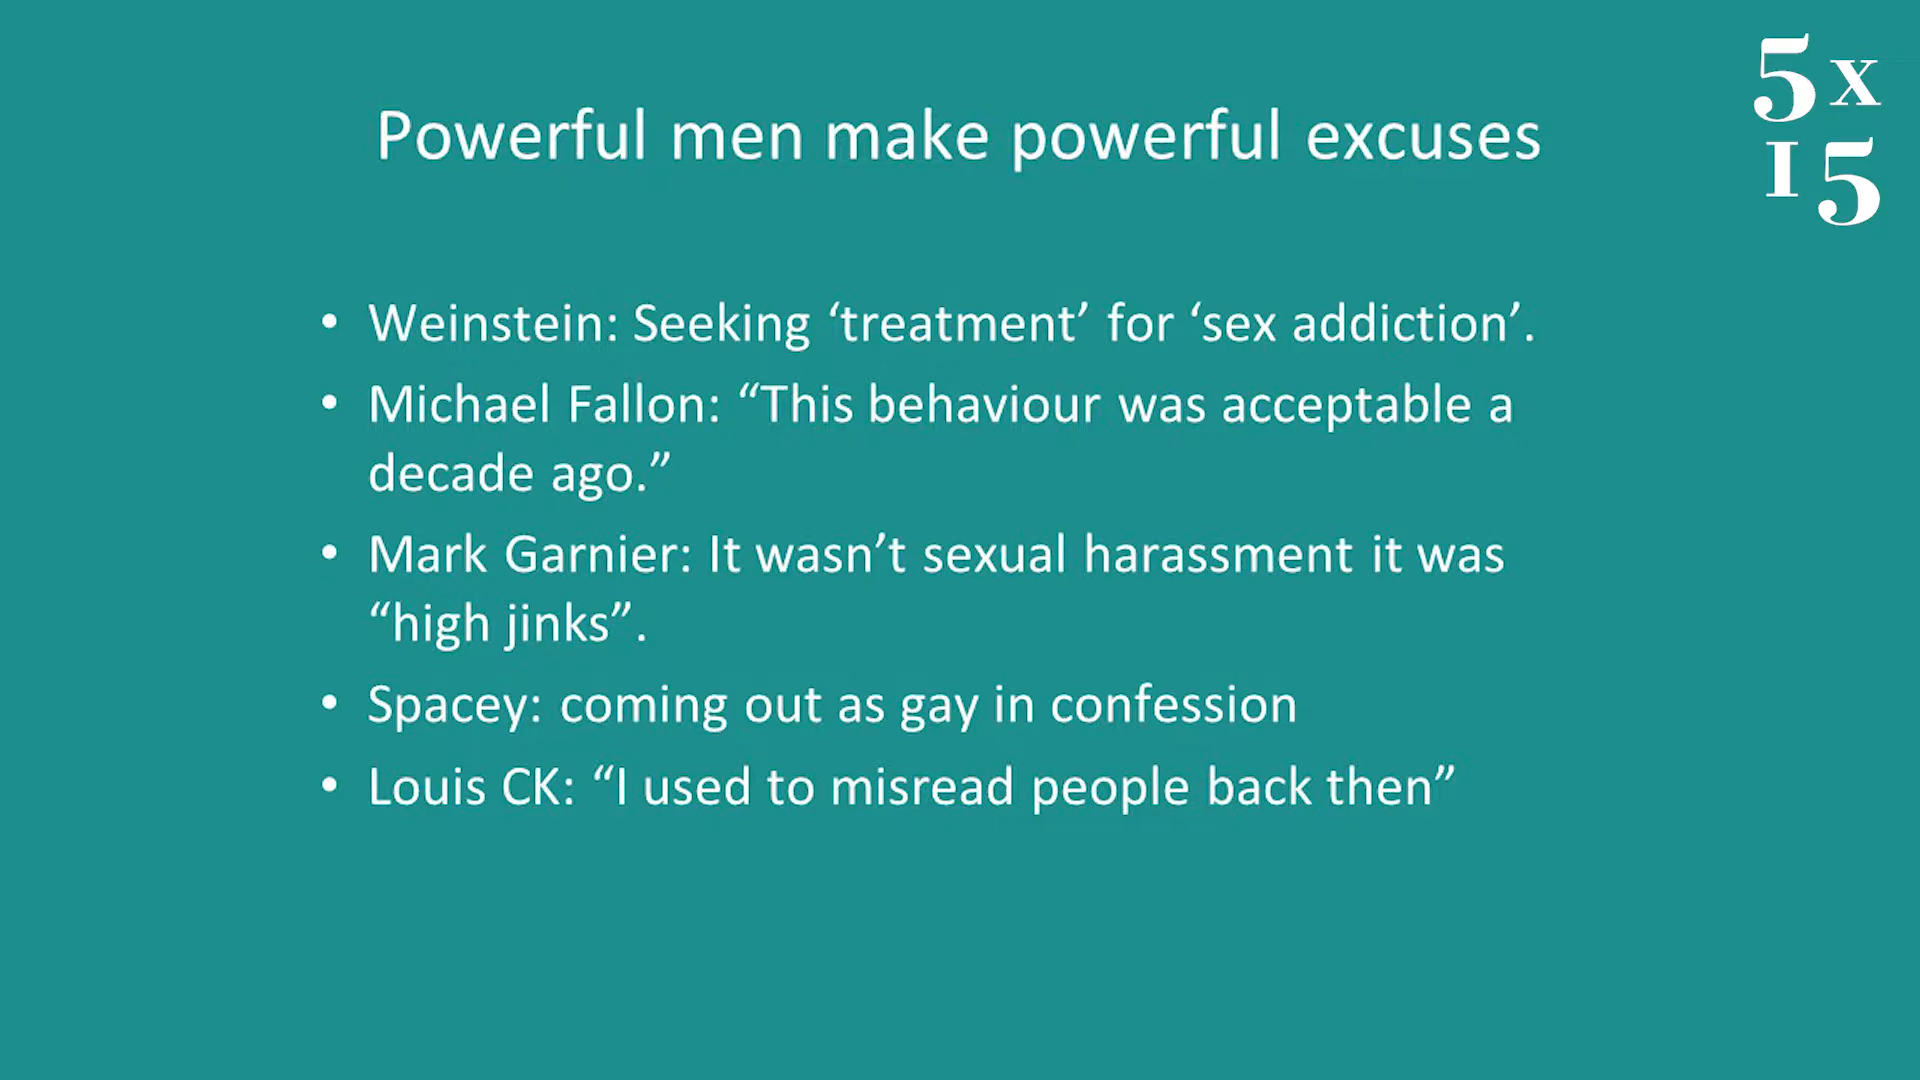 5x
15
Powerful men make powerful excuses
• Weinstein: Seeking ‘treatment’ for ‘sex addiction’.
• Michael Fallon: “This behaviour was acceptable a
decade ago.”
• Mark Garnier: It wasn’t sexual harassment it was
“high jinks”.
• Spacey: coming out as gay in confession
• Louis CK: “I used to misread people back then”